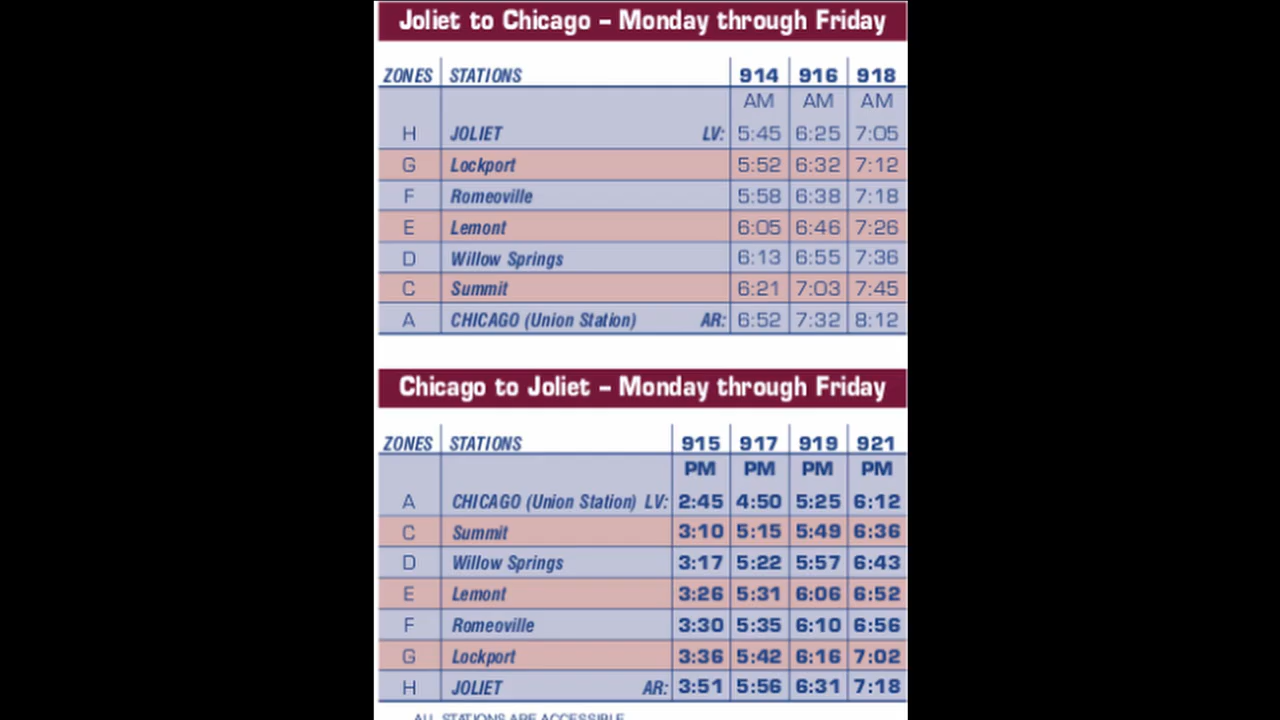 Joliet to Chicago – Monday through Friday
ZONES STATIONS 914 916 918
AM AM AM
H JOLIET LV: 5:45 6:25 7:05
G Lockport 5:52 6:32 7:12
F Romeoville 5:58 6:38 7:18
E Lemont 6:05 6:46 7:26
D Willow Springs 6:13 6:55 7:36
C Summit 6:21 7:03 7:45
A CHICAGO (Union Station) AR: 6:52 7:32 8:12
Chicago to Joliet – Monday through Friday
ZONES STATIONS 915 917 919 921
PM PM PM PM
A CHICAGO (Union Station) LV: 2:45 4:50 5:25 6:12
C Summit 3:10 5:15 5:49 6:36
D Willow Springs 3:17 5:22 5:57 6:43
E Lemont 3:26 5:31 6:06 6:52
F Romeoville 3:30 5:35 6:10 6:56
G Lockport 3:36 5:42 6:16 7:02
H JOLIET AR: 3:51 5:56 6:31 7:18
ALL STATIONS ARE ACCESSIBLE